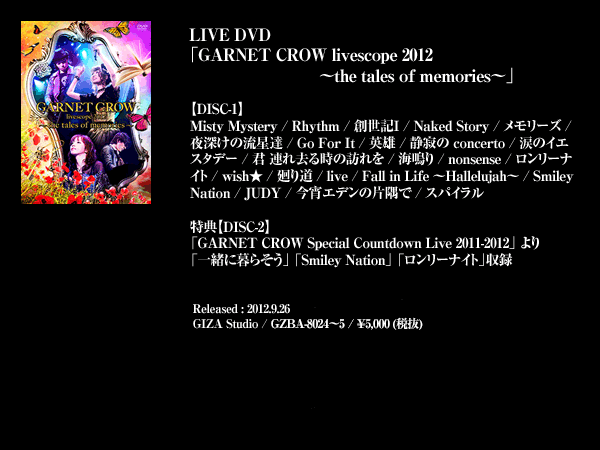 GARNET CROW
livescope 2012
~the tales of memories~
LIVE DVD
「GARNET CROW livescope 2012
~the tales of memories~」
【DISC-1】
Misty Mystery / Rhythm / 創世記I / Naked Story / メモリーズ /
夜深けの流星達 / Go For It / 英雄 / 静寂の concerto / 涙のイエ
スタデー / 君 連れ去る時の訪れを / 海鳴り / nonsense / ロンリーナ
イト / wish★ / 廻り道 / live / Fall in Life ~Hallelujah~ / Smiley
Nation / JUDY / 今宵エデンの片隅で / スパイラル
特典【DISC-2】
「GARNET CROW Special Countdown Live 2011-2012」 より
「一緒に暮らそう」「Smiley Nation」「ロンリーナイト」収録
Released : 2012.9.26
GIZA Studio / GZBA-8024~5 / ¥5,000 (税抜)